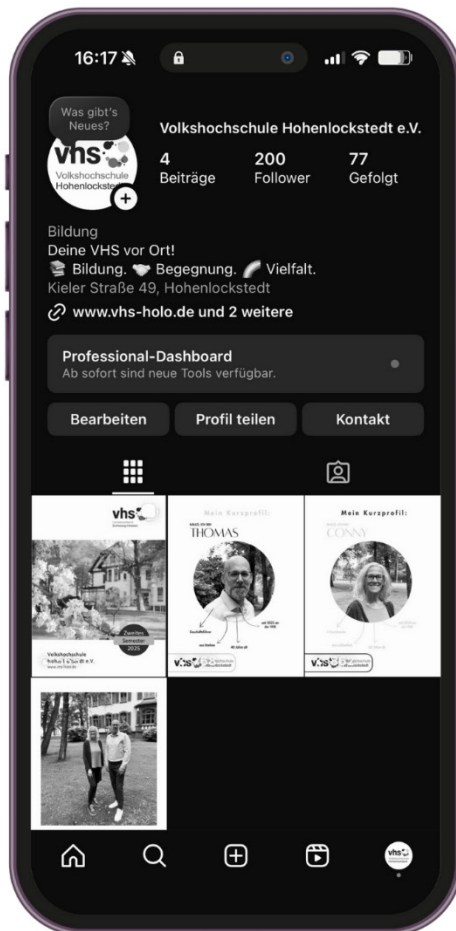 16:17
Was gibt's
Neues?
vhs
Volkshochschule
Hohenlockstedt
Volkshochschule Hohenlockstedt e.V.
4 200 77
Beiträge Follower Gefolgt
Bildung
Deine VHS vor Ort!
📚 Bildung. 🤝 Begegnung. 🌈 Vielfalt.
Kieler Straße 49, Hohenlockstedt
www.vhs-holo.de und 2 weitere
Professional-Dashboard
Ab sofort sind neue Tools verfügbar.
Bearbeiten Profil teilen Kontakt
vhs
Zweites
Semester
2025
Volkshochschule
e.V.
Mein Kurzprofil:
THOMAS
Geschäftsführer
vhs
Mein Kurzprofil:
CONNY
vhs
vhs